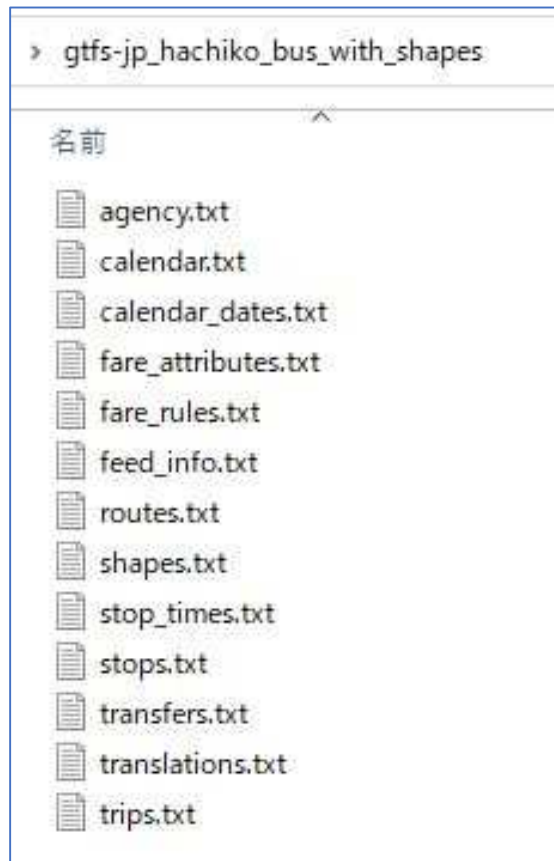 gtfs-jp_hachiko_bus_with_shapes
名前
agency.txt
calendar.txt
calendar_dates.txt
fare_attributes.txt
fare_rules.txt
feed_info.txt
routes.txt
shapes.txt
stop_times.txt
stops.txt
transfers.txt
translations.txt
trips.txt